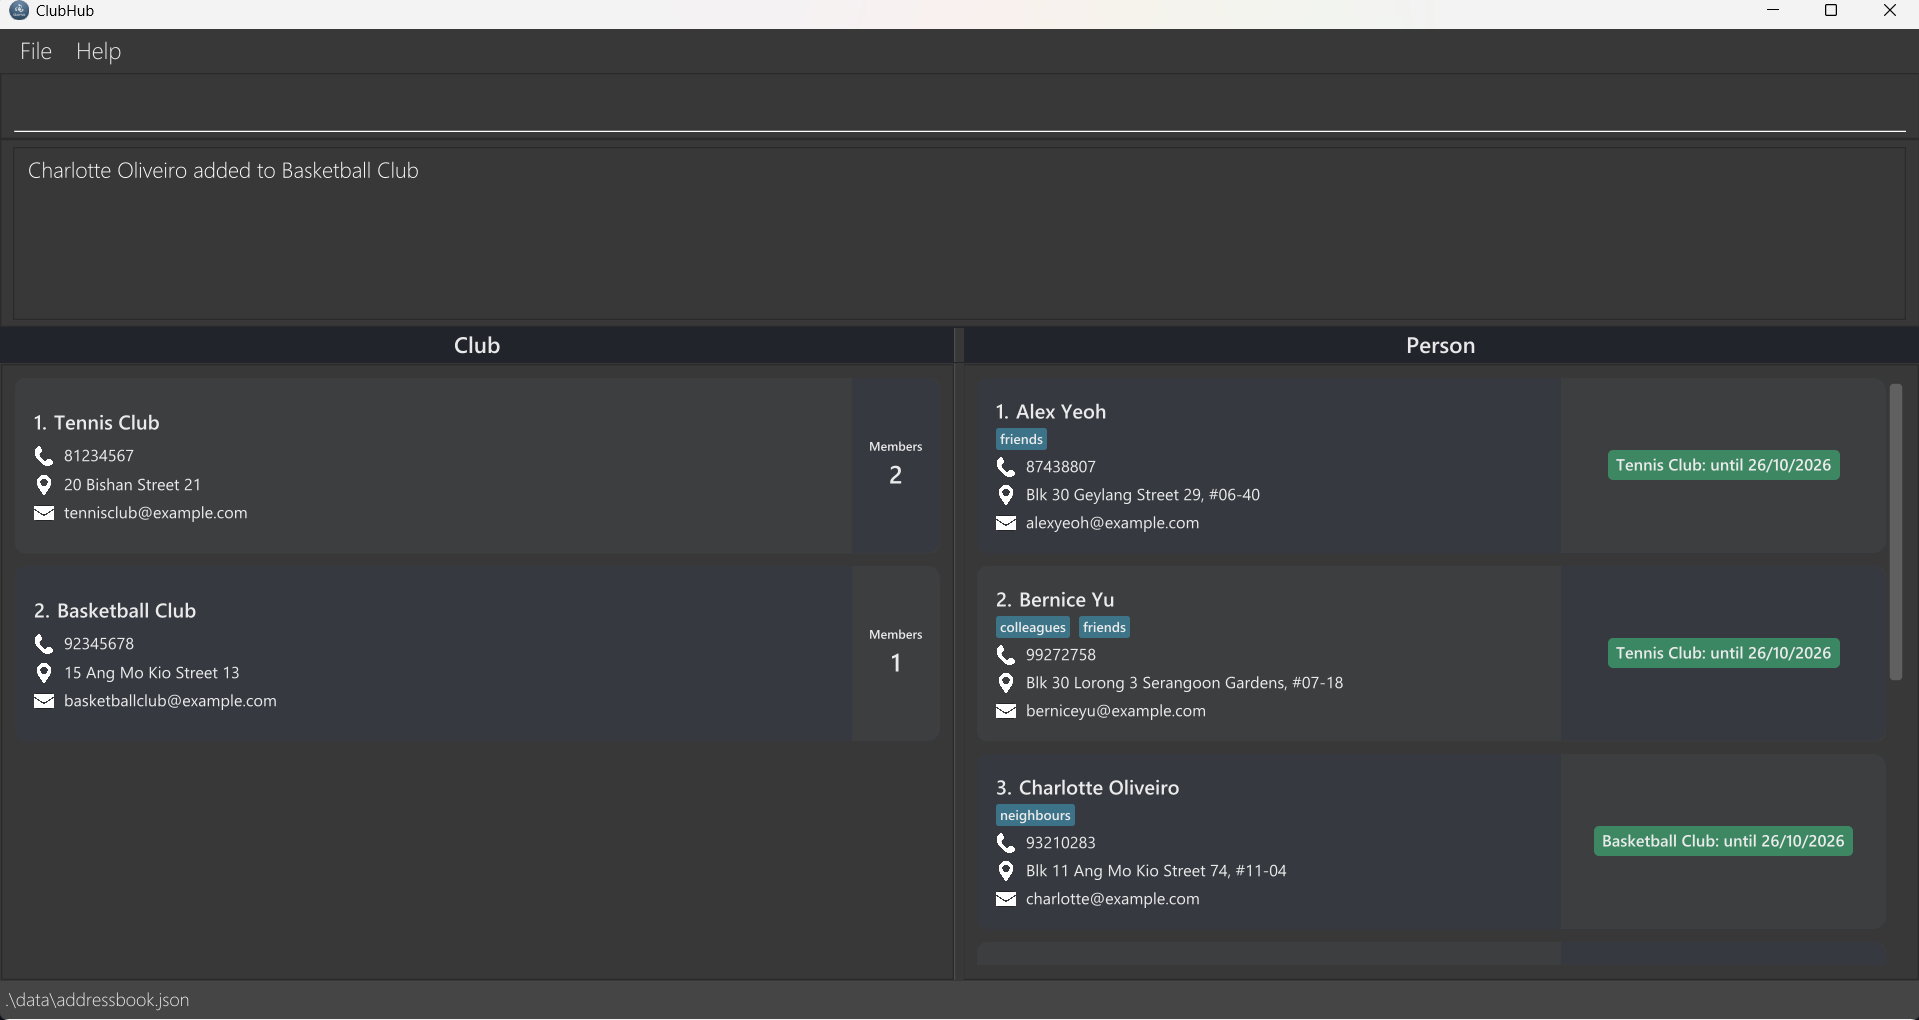 ClubHub
File Help
Charlotte Oliveiro added to Basketball Club
Club
1. Tennis Club
81234567
20 Bishan Street 21
tennisclub@example.com
Members
2
2. Basketball Club
92345678
15 Ang Mo Kio Street 13
basketballclub@example.com
Members
1
Person
1. Alex Yeoh
friends
87438807
Blk 30 Geylang Street 29, #06-40
alexyeoh@example.com
Tennis Club: until 26/10/2026
2. Bernice Yu
colleagues friends
99272758
Blk 30 Lorong 3 Serangoon Gardens, #07-18
berniceyu@example.com
Tennis Club: until 26/10/2026
3. Charlotte Oliveiro
neighbours
93210283
Blk 11 Ang Mo Kio Street 74, #11-04
charlotte@example.com
Basketball Club: until 26/10/2026
.\data\addressbook.json